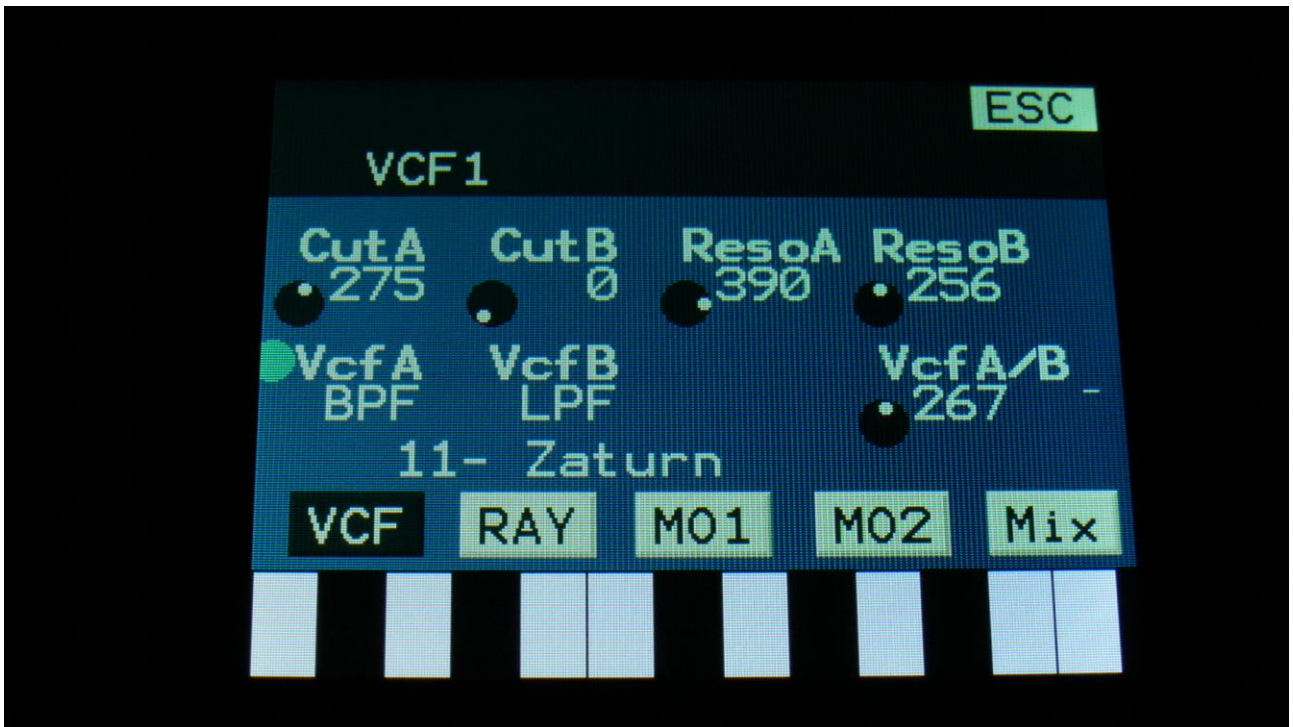 ESC
VCF1
CutA CutB ResoA ResoB
275 0 390 256
VcfA VcfB VcfA/B
BPF LPF 267 -
11- Zaturn
VCF RAY MO1 MO2 Mix